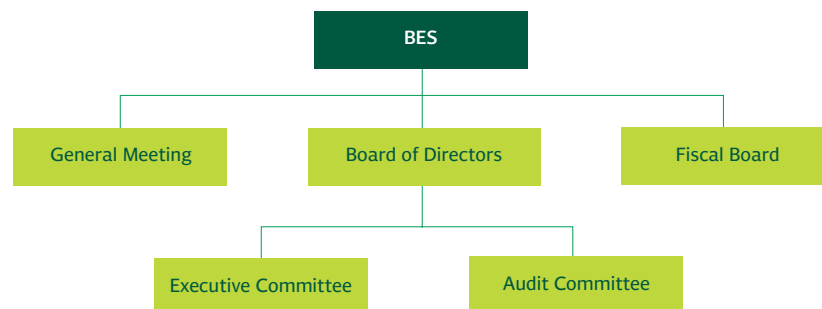 BES
General Meeting
Board of Directors
Fiscal Board
Executive Committee
Audit Committee